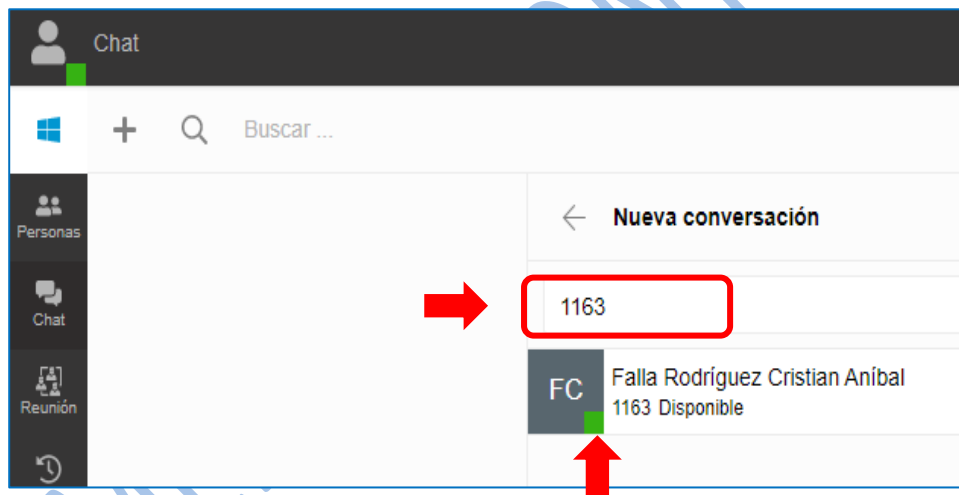 Chat
Buscar ...
Personas
Chat
Reunión
Nueva conversación
1163
FC
Falla Rodríguez Cristian Aníbal
1163 Disponible